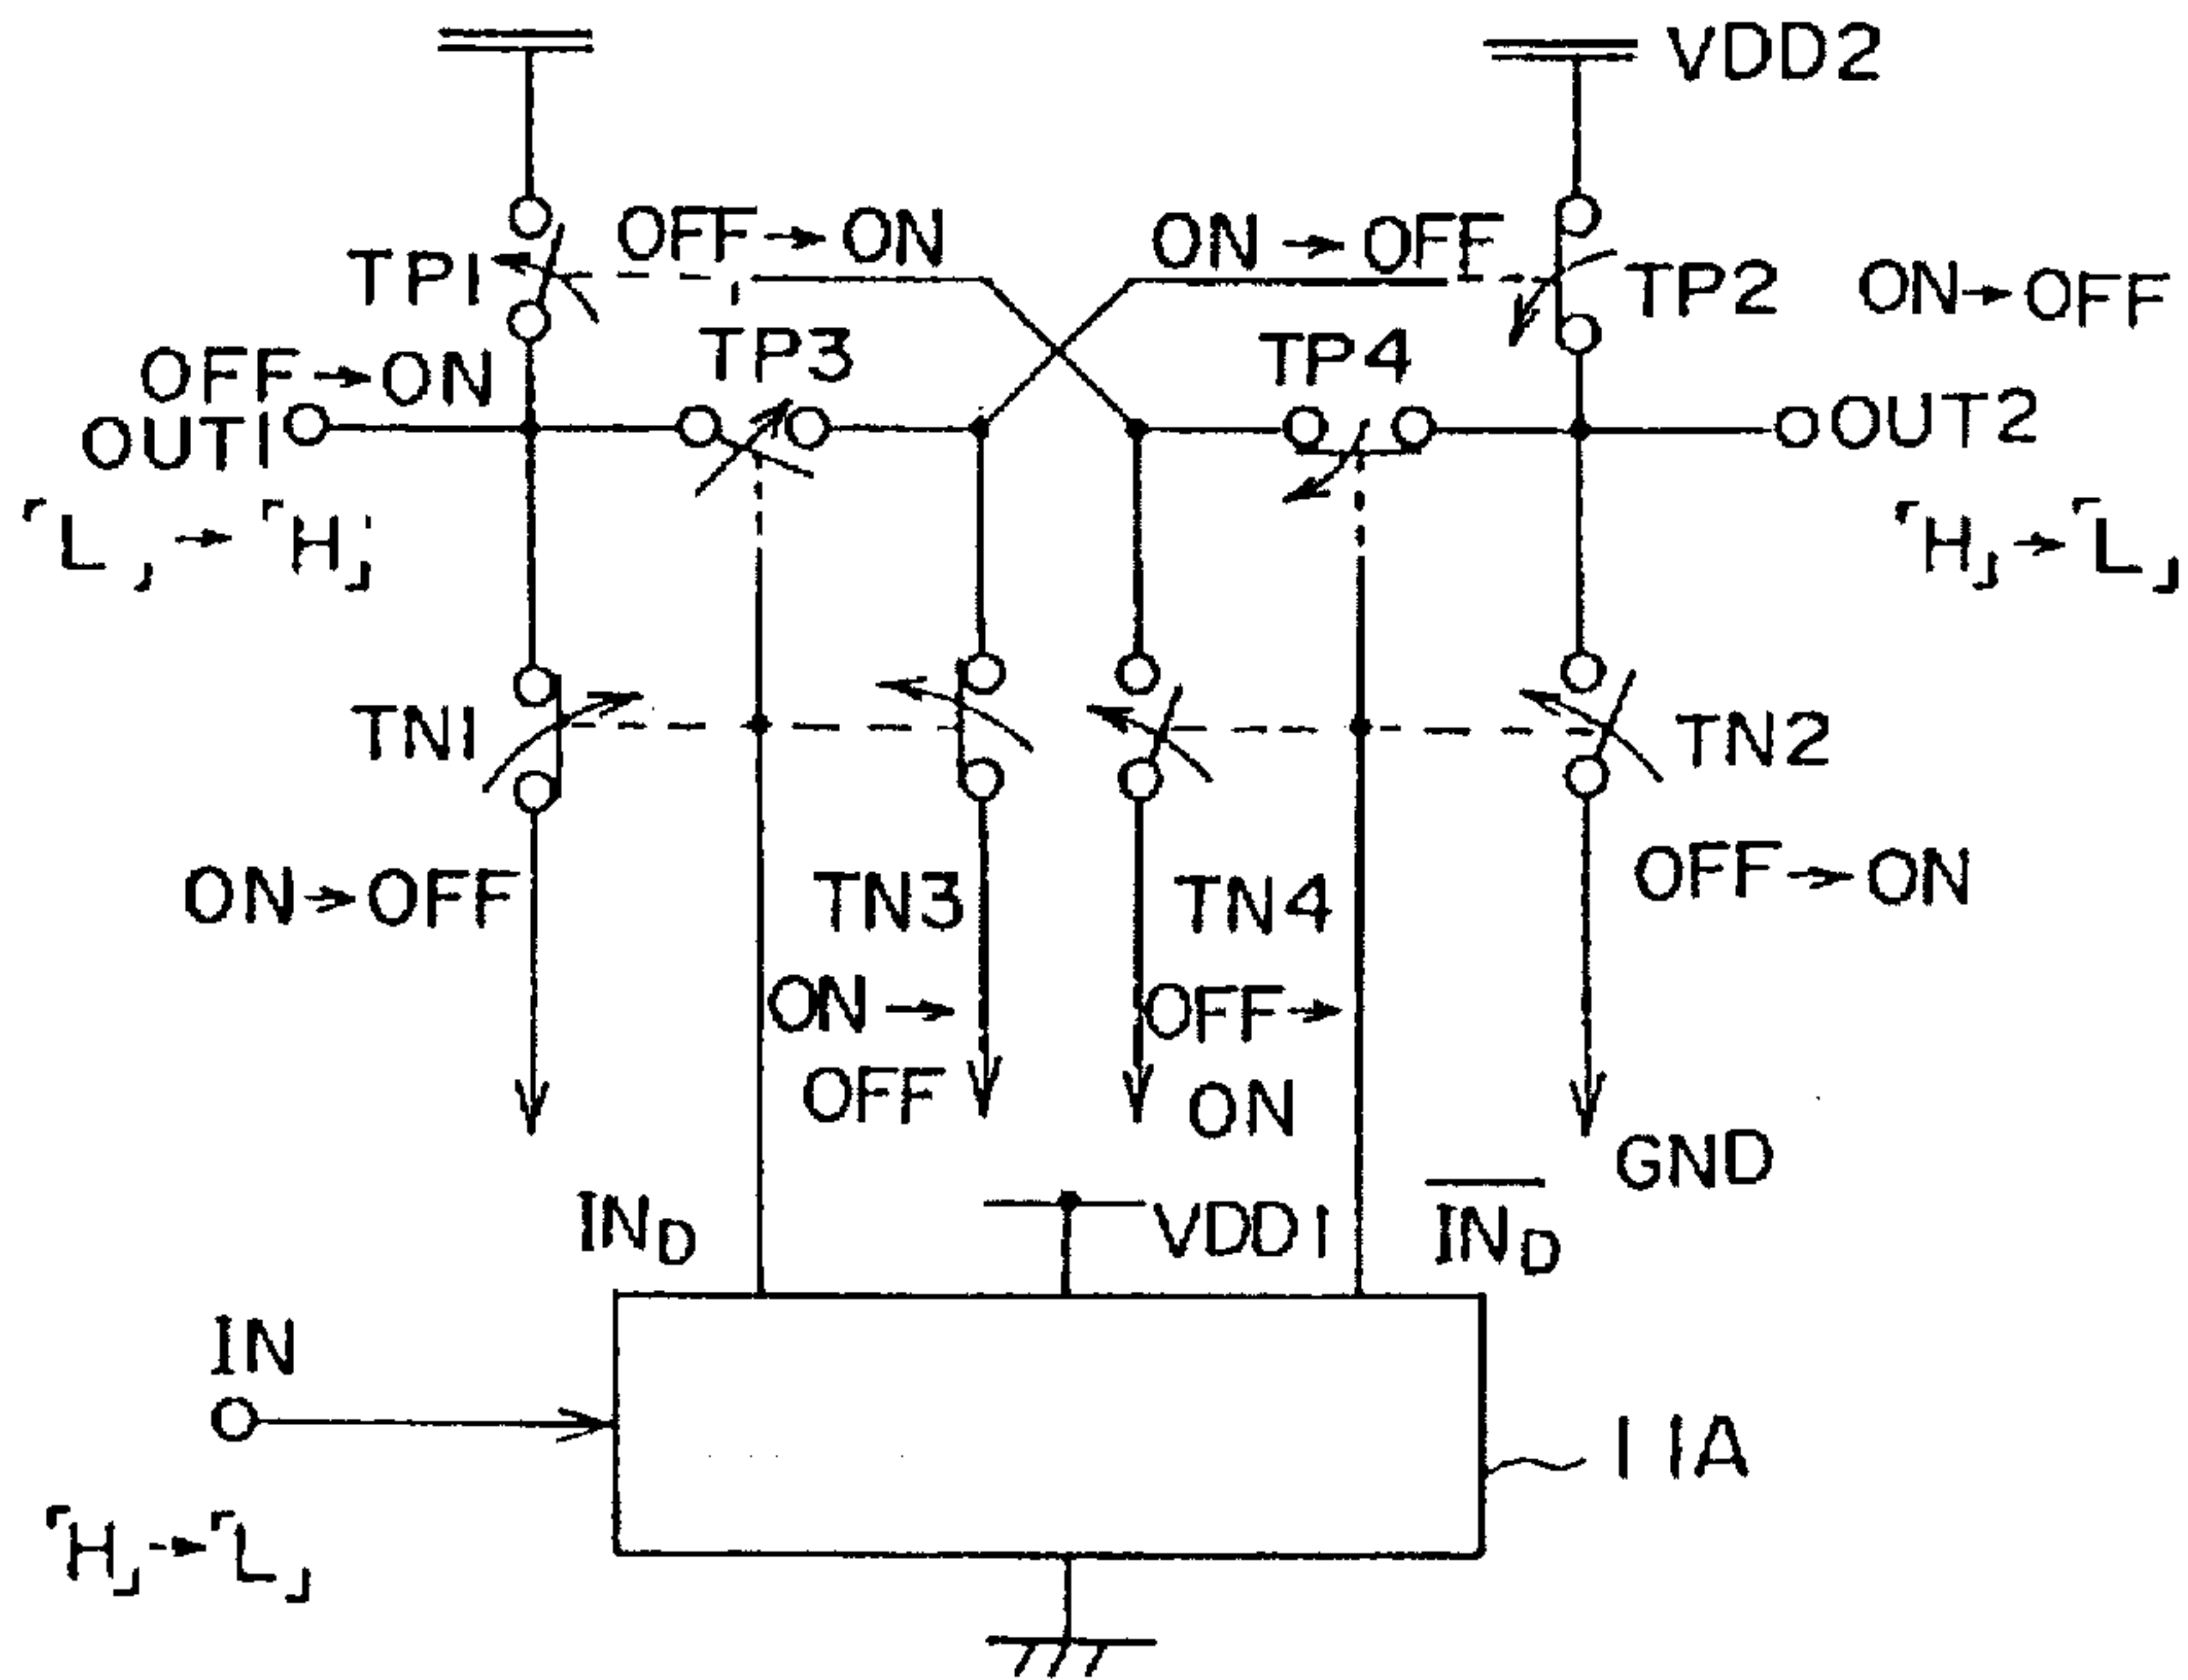 VDD2
OFF→ON
ON→OFF
TP1
TP2
ON→OFF
OFF→ON
TP3
TP4
OUT1
OUT2
「L」→「H」
「H」→「L」
TN1
TN2
ON→OFF
TN3
TN4
OFF→ON
ON→
OFF
OFF→
ON
GND
IND
VDD1
I̅N̅D
IN
11A
「H」→「L」